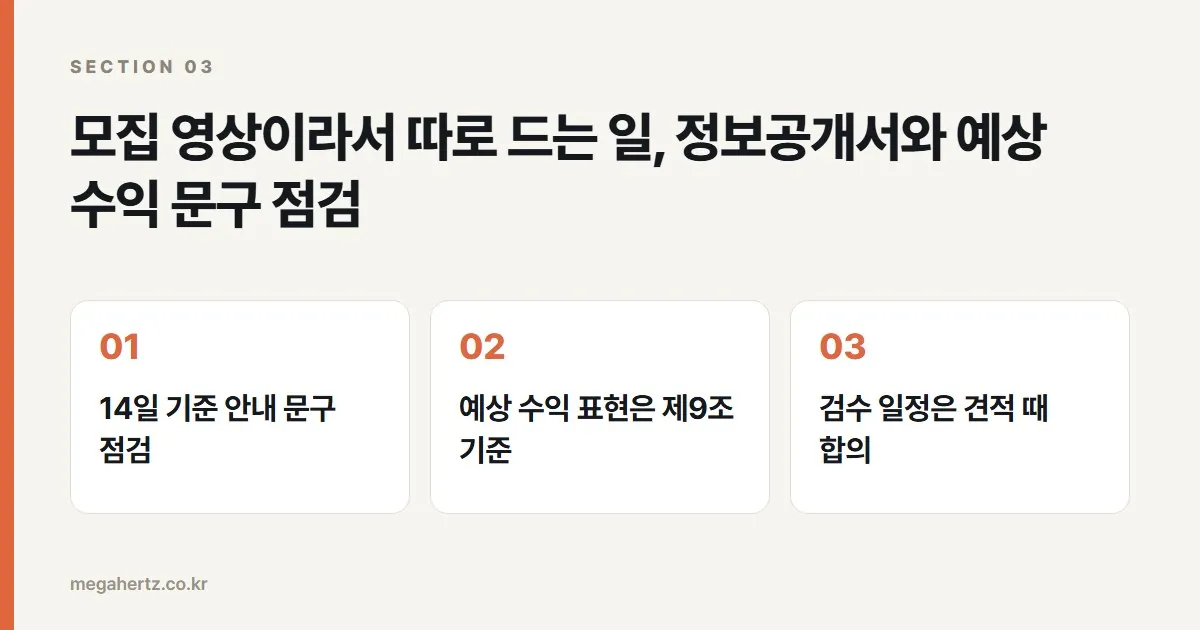 SECTION 03
모집 영상이라서 따로 드는 일, 정보공개서와 예상
수익 문구 점검
01
14일 기준 안내 문구
점검
02
예상 수익 표현은 제9조
기준
03
검수 일정은 견적 때
합의
megahertz.co.kr